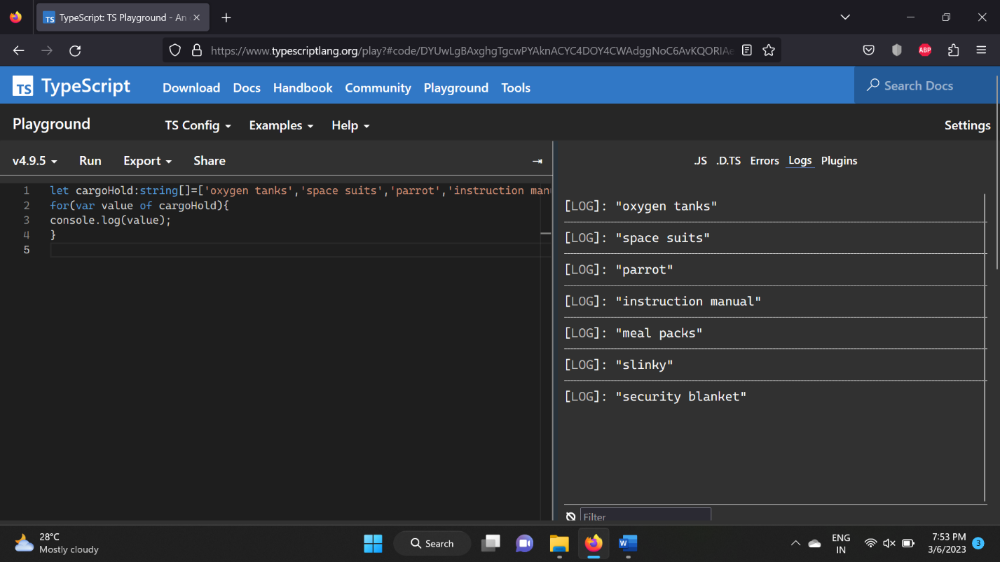 TS TypeScript: TS Playground - An
https://www.typescriptlang.org/play?#code/DYUwLgBAxghgTgcwPYAknACYC4DOY4CWAdggNoC6AvKQORIAe
ABP
TS TypeScript Download Docs Handbook Community Playground Tools Search Docs
Playground TS Config Examples Help Settings
v4.9.5 Run Export Share .JS .D.TS Errors Logs Plugins
1 let cargoHold:string[]=['oxygen tanks','space suits','parrot','instruction manu
2 for(var value of cargoHold){
3 console.log(value);
4 }
5
[LOG]: "oxygen tanks"
[LOG]: "space suits"
[LOG]: "parrot"
[LOG]: "instruction manual"
[LOG]: "meal packs"
[LOG]: "slinky"
[LOG]: "security blanket"
Filter
28°C
Mostly cloudy
Search
W
ENG
IN
7:53 PM
3/6/2023
3